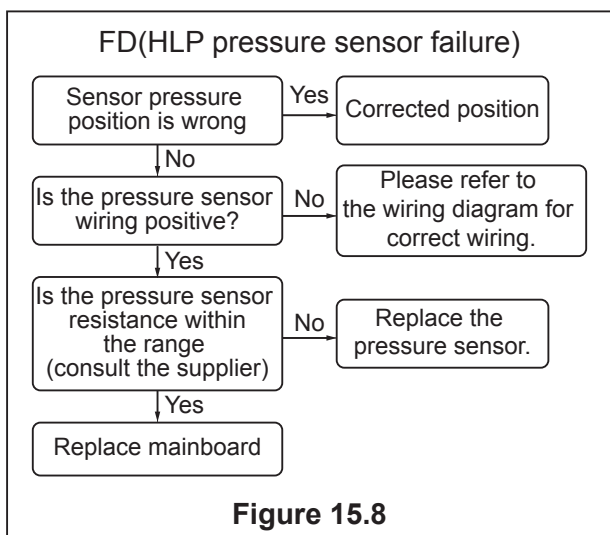 FD(HLP pressure sensor failure)
Sensor pressure
position is wrong
Yes
Corrected position
No
Is the pressure sensor
wiring positive?
No
Please refer to
the wiring diagram for
correct wiring.
Yes
Is the pressure sensor
resistance within
the range
(consult the supplier)
No
Replace the
pressure sensor.
Yes
Replace mainboard
Figure 15.8